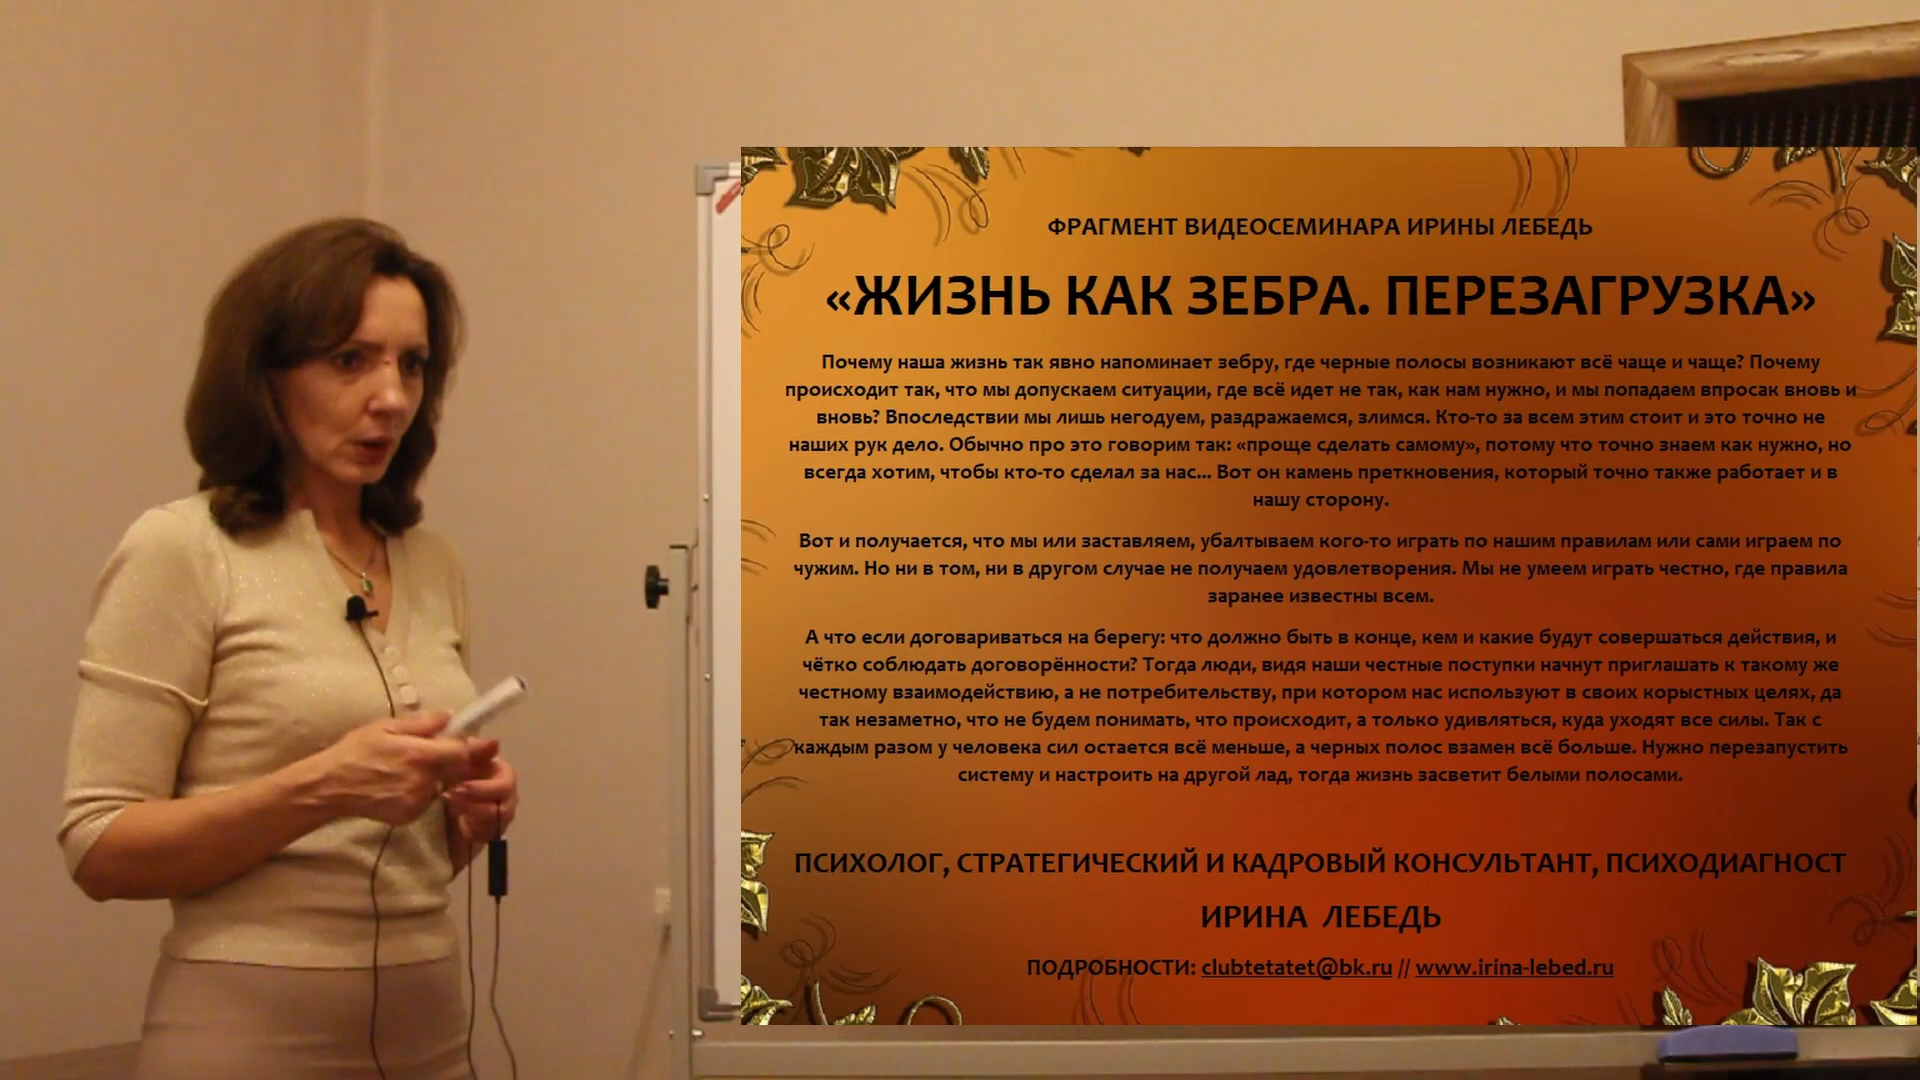 ФРАГМЕНТ ВИДЕОСЕМИНАРА ИРИНЫ ЛЕБЕДЬ
«ЖИЗНЬ КАК ЗЕБРА. ПЕРЕЗАГРУЗКА»
Почему наша жизнь так явно напоминает зебру, где черные полосы возникают всё чаще и чаще? Почему
происходит так, что мы допускаем ситуации, где всё идет не так, как нам нужно, и мы попадаем впросак вновь и
вновь? Впоследствии мы лишь негодуем, раздражаемся, злимся. Кто-то за всем этим стоит и это точно не
наших рук дело. Обычно про это говорим так: «проще сделать самому», потому что точно знаем как нужно, но
всегда хотим, чтобы кто-то сделал за нас... Вот он камень преткновения, который точно также работает и в
нашу сторону.
Вот и получается, что мы или заставляем, убалтываем кого-то играть по нашим правилам или сами играем по
чужим. Но ни в том, ни в другом случае не получаем удовлетворения. Мы не умеем играть честно, где правила
заранее известны всем.
А что если договариваться на берегу: что должно быть в конце, кем и какие будут совершаться действия, и
чётко соблюдать договорённости? Тогда люди, видя наши честные поступки начнут приглашать к такому же
честному взаимодействию, а не потребительству, при котором нас используют в своих корыстных целях, да
так незаметно, что не будем понимать, что происходит, а только удивляться, куда уходят все силы. Так с
каждым разом у человека сил остается всё меньше, а черных полос взамен всё больше. Нужно перезапустить
систему и настроить на другой лад, тогда жизнь засветит белыми полосами.
ПСИХОЛОГ, СТРАТЕГИЧЕСКИЙ И КАДРОВЫЙ КОНСУЛЬТАНТ, ПСИХОДИАГНОСТ
ИРИНА ЛЕБЕДЬ
ПОДРОБНОСТИ: clubtetatet@bk.ru // www.irina-lebed.ru